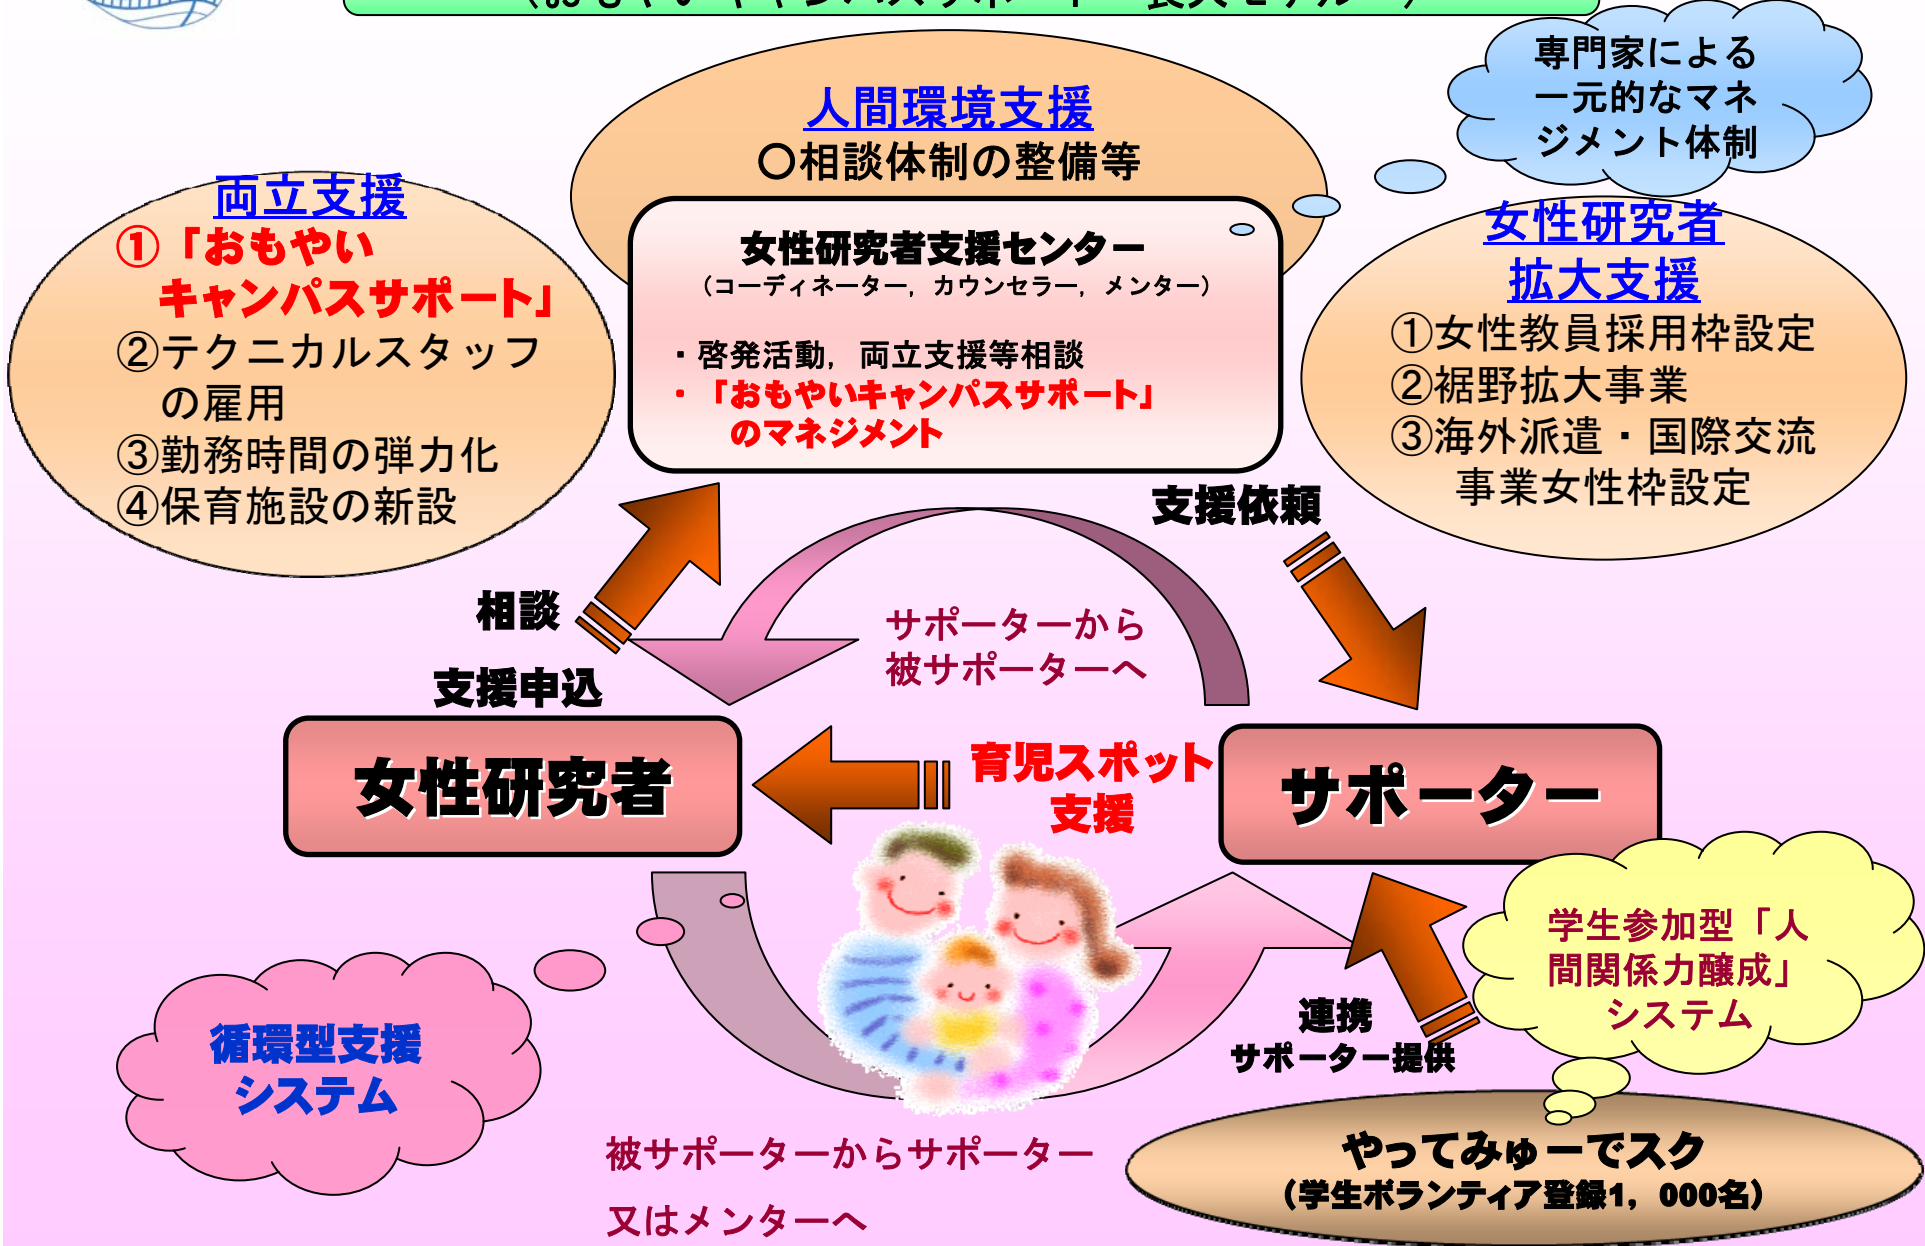 専門家による
一元的なマネ
ジメント体制
人間環境支援
〇相談体制の整備等
両立支援
①「おもやい
キャンパスサポート」
②テクニカルスタッフ
の雇用
③勤務時間の弾力化
④保育施設の新設
女性研究者支援センター
（コーディネーター，カウンセラー，メンター）
・啓発活動，両立支援等相談
・「おもやいキャンパスサポート」
のマネジメント
女性研究者
拡大支援
①女性教員採用枠設定
②裾野拡大事業
③海外派遣・国際交流
事業女性枠設定
支援依頼
相談
支援申込
サポーターから
被サポーターへ
女性研究者
育児スポット
支援
サポーター
学生参加型「人
間関係力醸成」
システム
循環型支援
システム
連携
サポーター提供
被サポーターからサポーター
又はメンターへ
やってみゅーでスク
（学生ボランティア登録1，000名）